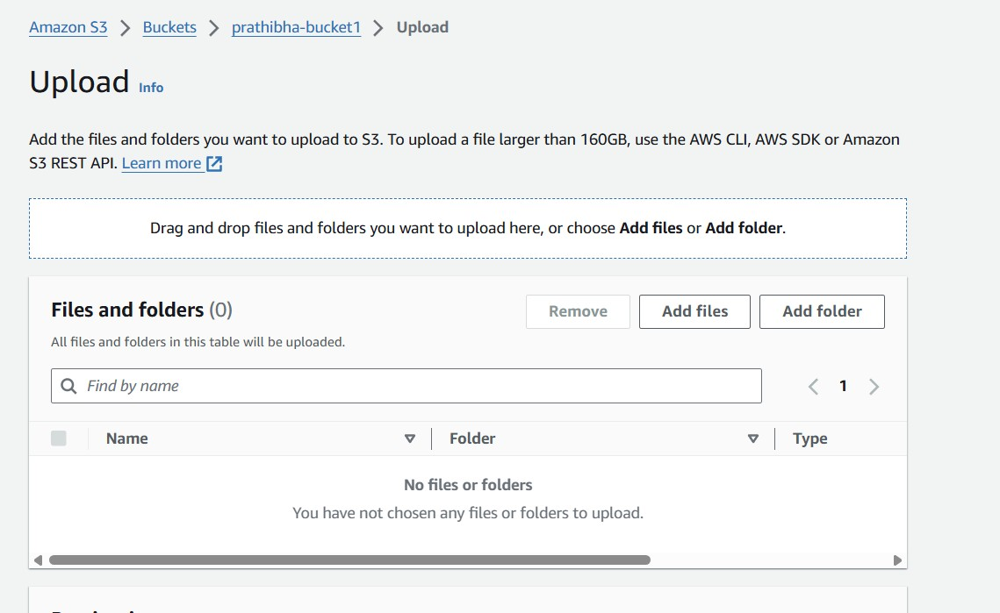 Amazon S3 > Buckets > prathibha-bucket1 > Upload
Upload Info
Add the files and folders you want to upload to S3. To upload a file larger than 160GB, use the AWS CLI, AWS SDK or Amazon
S3 REST API. Learn more
Drag and drop files and folders you want to upload here, or choose Add files or Add folder.
Files and folders (0)
Remove
Add files
Add folder
All files and folders in this table will be uploaded.
Find by name
1
Name
Folder
Type
No files or folders
You have not chosen any files or folders to upload.